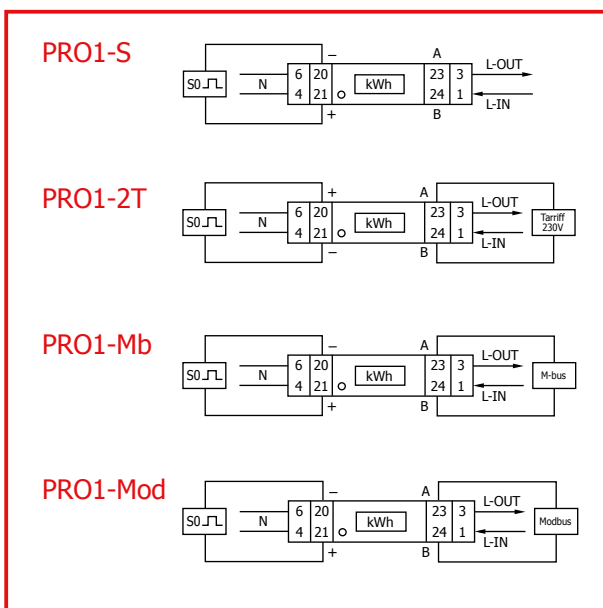 PRO1-S
− A
S0 N 6 20 kWh 23 3 L-OUT
4 21 24 1 L-IN
+ B
PRO1-2T
+ A
S0 N 6 20 kWh 23 3 L-OUT Tarriff
4 21 24 1 L-IN 230V
− B
PRO1-Mb
− A
S0 N 6 20 kWh 23 3 L-OUT M-bus
4 21 24 1 L-IN
+ B
PRO1-Mod
− A
S0 N 6 20 kWh 23 3 L-OUT Modbus
4 21 24 1 L-IN
+ B